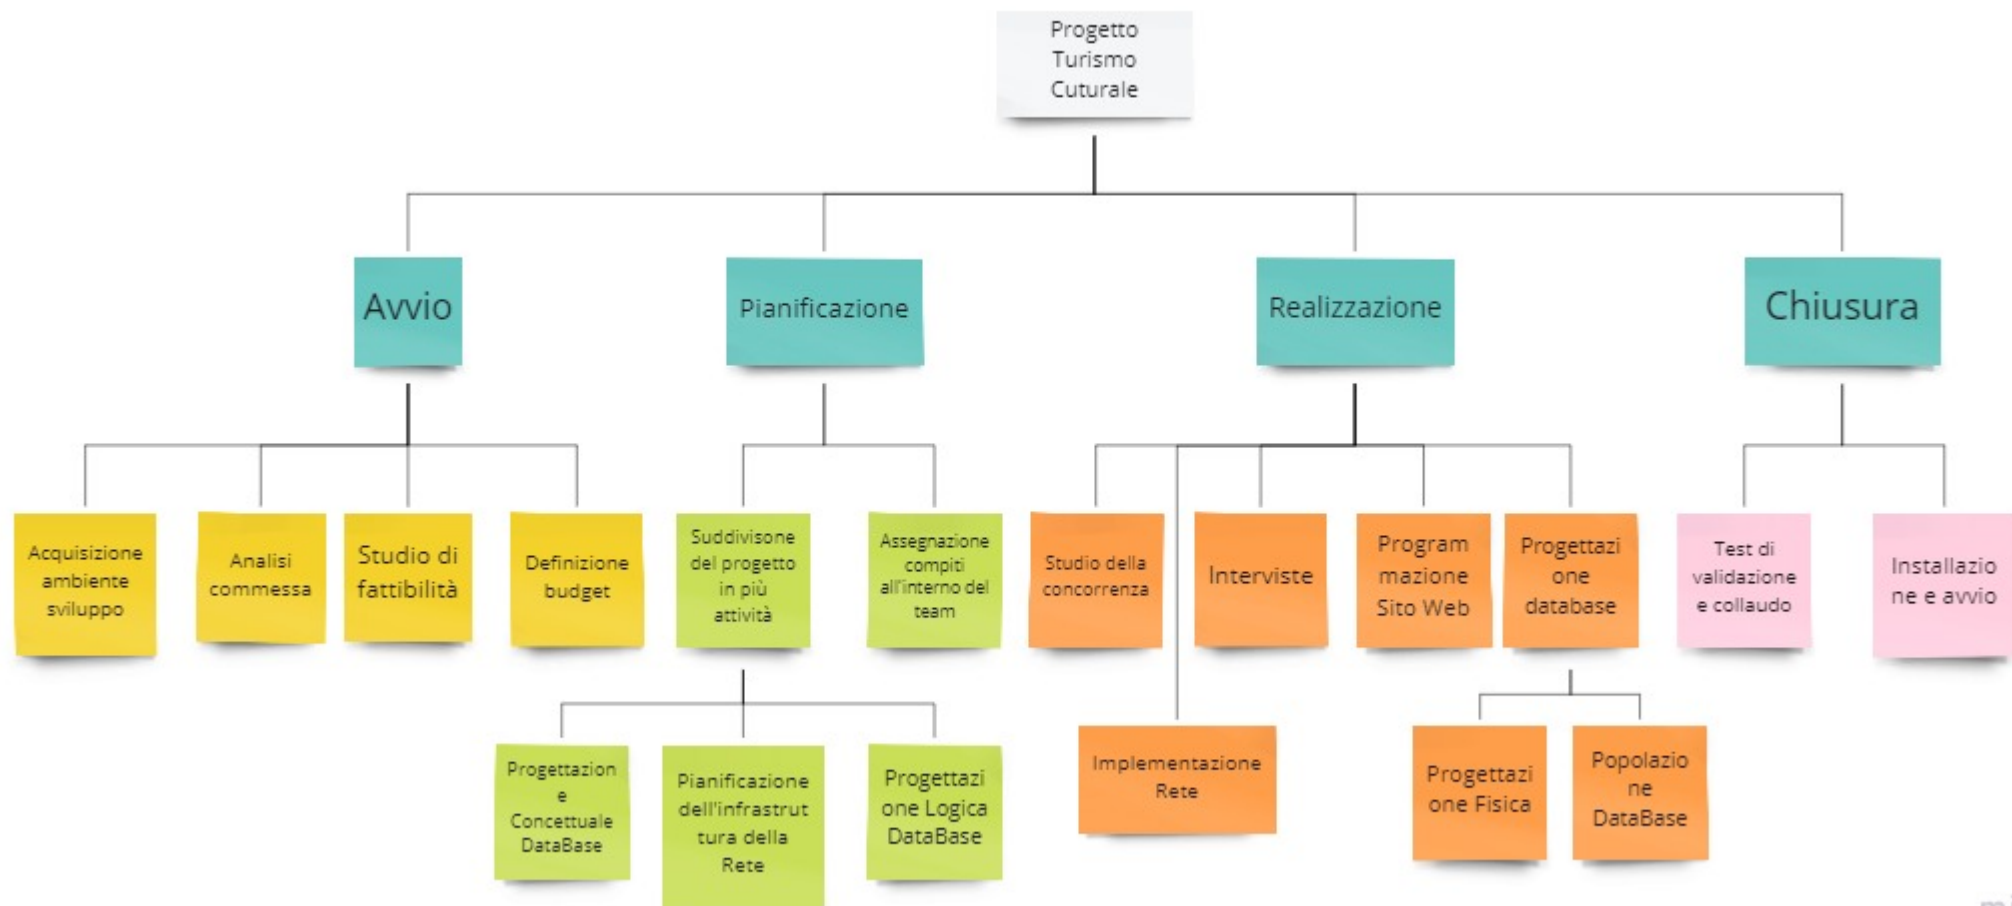 Progetto
Turismo
Cuturale
Avvio
Pianificazione
Realizzazione
Chiusura
Acquisizione
ambiente
sviluppo
Analisi
commessa
Studio di
fattibilità
Definizione
budget
Suddivisone
del progetto
in più
attività
Assegnazione
compiti
all'interno del
team
Studio della
concorrenza
Interviste
Program
mazione
Sito Web
Progettazi
one
database
Test di
validazione
e collaudo
Installazio
ne e avvio
Progettazion
e
Concettuale
DataBase
Pianificazione
dell'infrastrut
tura della
Rete
Progettazi
one Logica
DataBase
Implementazione
Rete
Progettazi
one Fisica
Popolazio
ne
DataBase